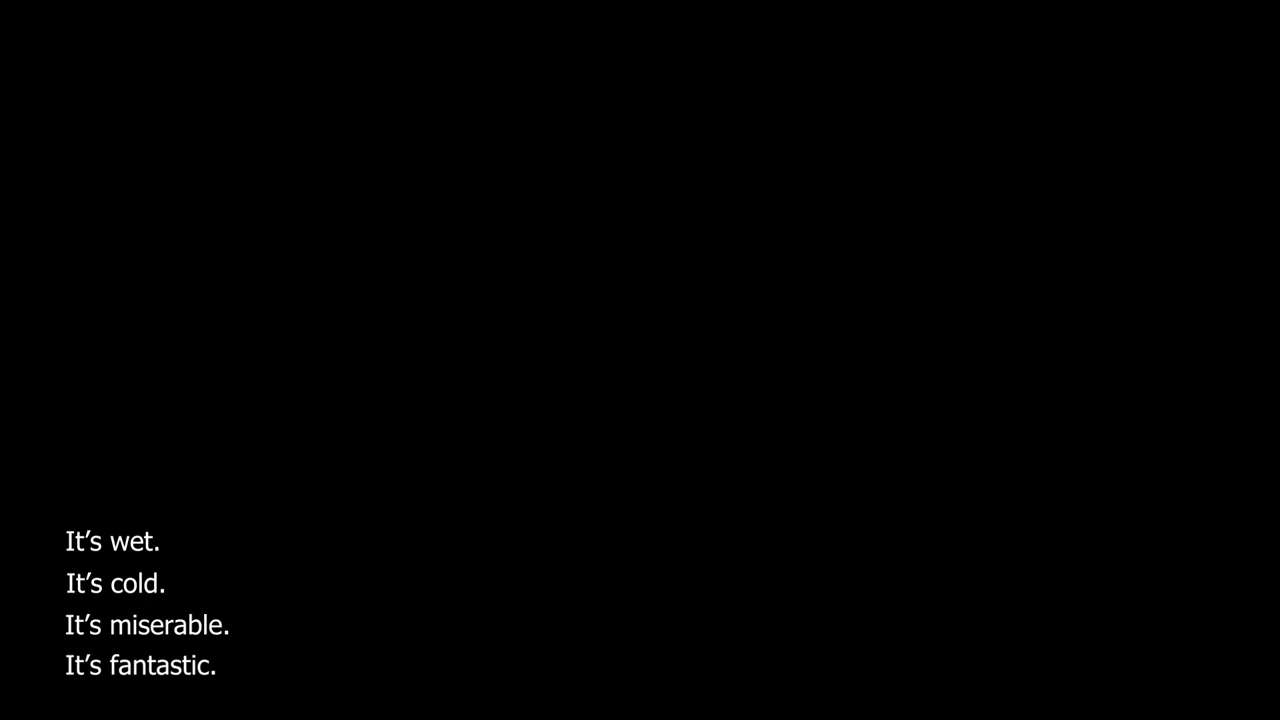 It’s wet.
It’s cold.
It’s miserable.
It’s fantastic.